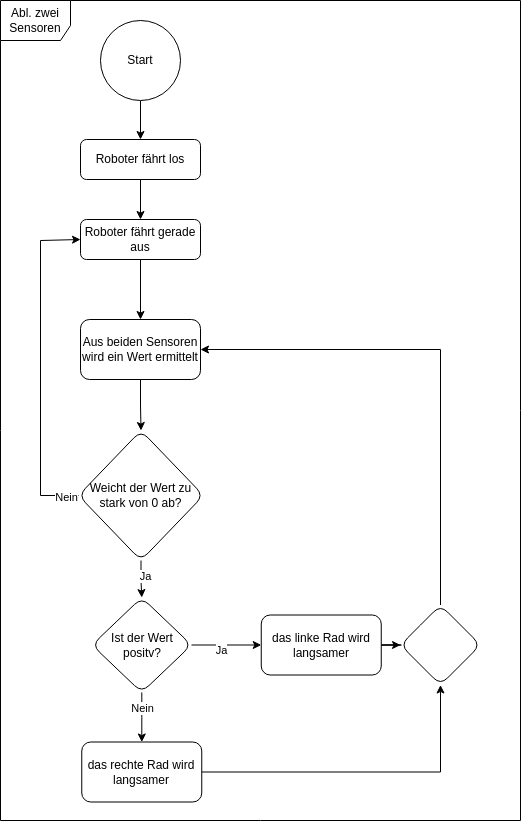 Abl. zwei
Sensoren
Start
Roboter fährt los
Roboter fährt gerade
aus
Aus beiden Sensoren
wird ein Wert ermittelt
Weicht der Wert zu
stark von 0 ab?
Nein
Ja
Ist der Wert
positv?
Ja
das linke Rad wird
langsamer
Nein
das rechte Rad wird
langsamer